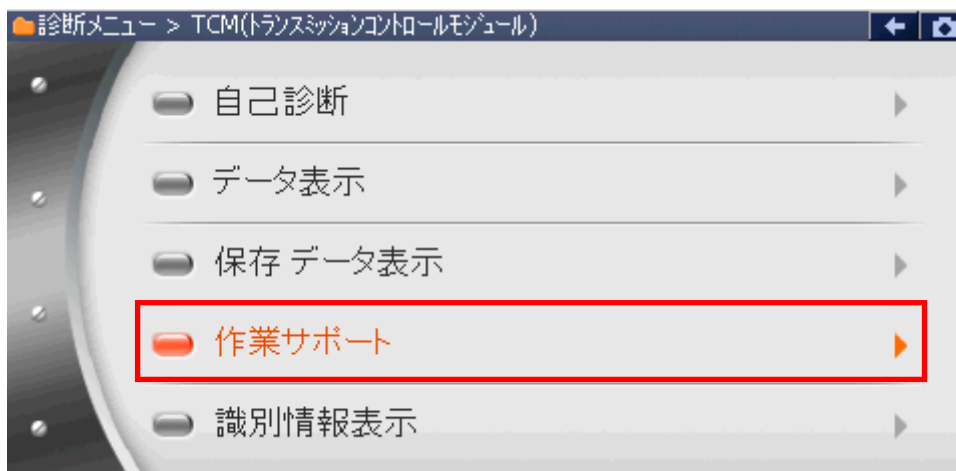 診断メニュー > TCM(トランスミッションコントロールモジュール)
自己診断
データ表示
保存 データ表示
作業サポート
識別情報表示